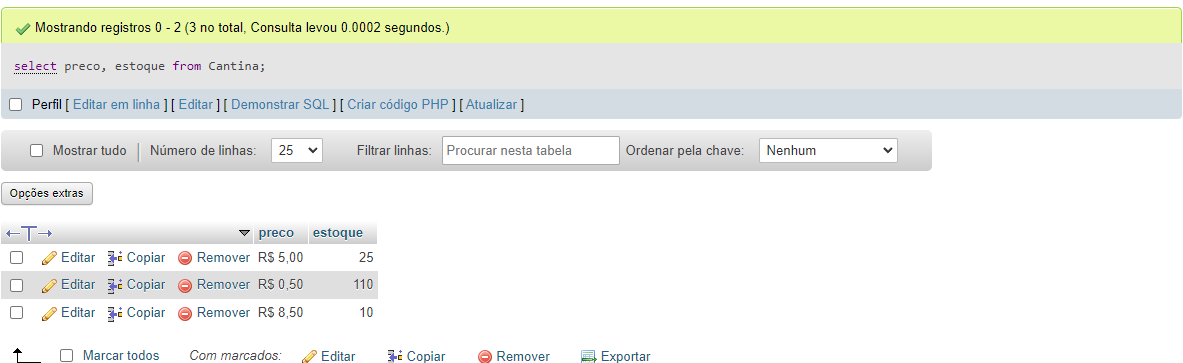 Mostrando registros 0 - 2 (3 no total, Consulta levou 0.0002 segundos.)
select preco, estoque from Cantina;
Perfil [ Editar em linha ] [ Editar ] [ Demonstrar SQL ] [ Criar código PHP ] [ Atualizar ]
Mostrar tudo | Número de linhas: 25 Filtrar linhas: Procurar nesta tabela Ordenar pela chave: Nenhum
Opções extras
←T→ preco estoque
Editar Copiar Remover R$ 5,00 25
Editar Copiar Remover R$ 0,50 110
Editar Copiar Remover R$ 8,50 10
Marcar todos Com marcados: Editar Copiar Remover Exportar